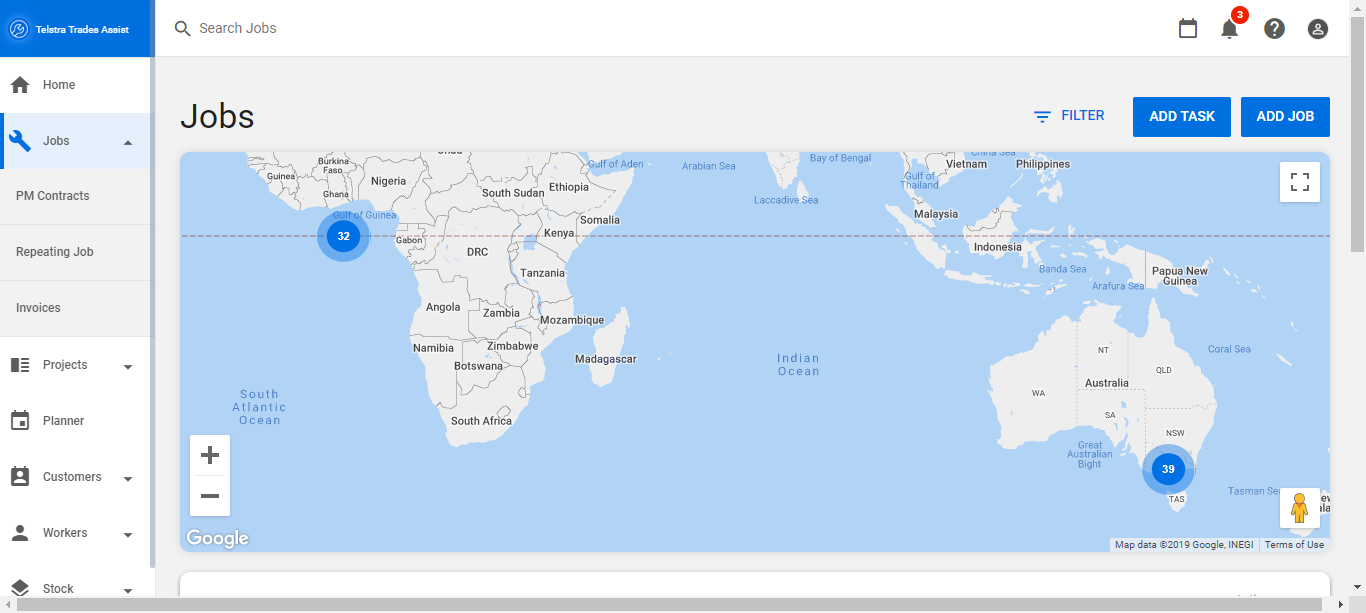 Telstra Trades Assist
Search Jobs
3
Home
Jobs
PM Contracts
Repeating Job
Invoices
Projects
Planner
Customers
Workers
Stock
Jobs
FILTER
ADD TASK
ADD JOB
Guinea
Burkina
Faso
Ghana
Nigeria
South Sudan
Ethiopia
Gulf of Aden
Arabian Sea
Bay of Bengal
Laccadive Sea
Gulf of
Thailand
Vietnam
China Sea
Philippines
Malaysia
Gulf of Guinea
32
Gabon
DRC
Kenya
Somalia
Indonesia
Tanzania
Banda Sea
Arafura Sea
Papua New
Guinea
Angola
Zambia
Mozambique
Namibia
Zimbabwe
Botswana
Madagascar
South Africa
South
Atlantic
Ocean
Indian
Ocean
Coral Sea
NT
QLD
WA
Australia
SA
NSW
Great
Australian
Bight
39
TAS
Tasman Sea
Google
Map data ©2019 Google, INEGI
Terms of Use